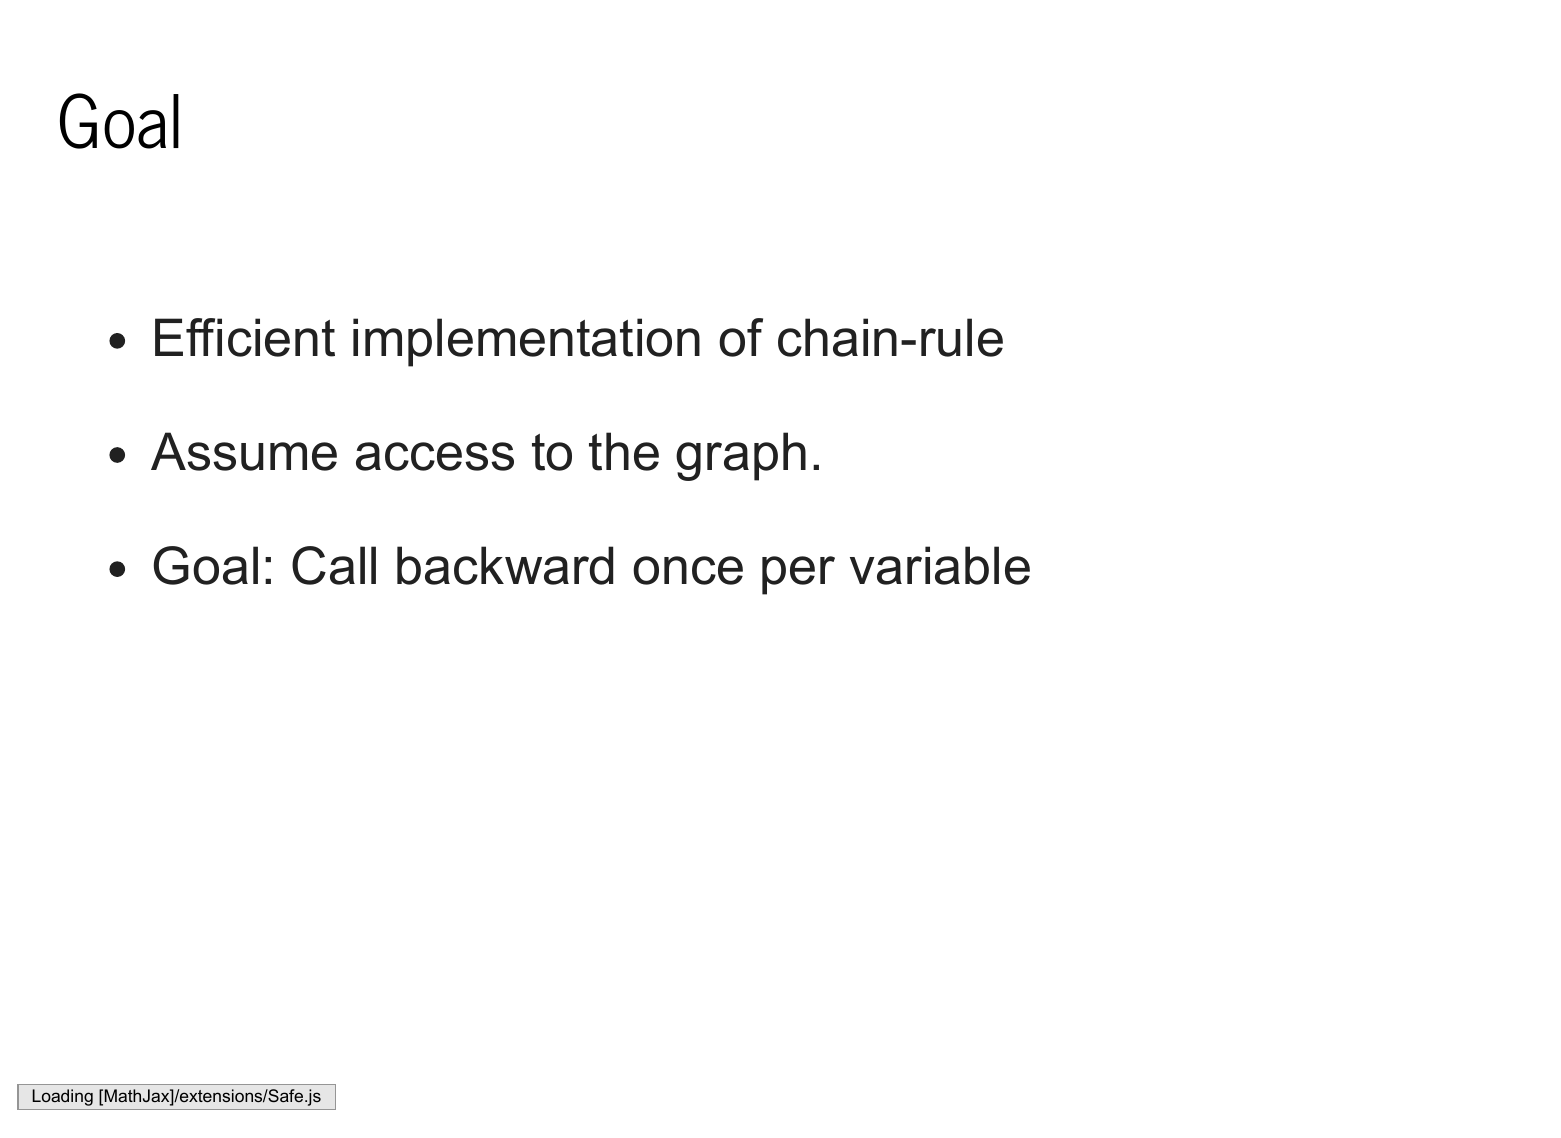 Goal
Efficient implementation of chain-rule
Assume access to the graph.
Goal: Call backward once per variable
Loading [MathJax]/extensions/Safe.js